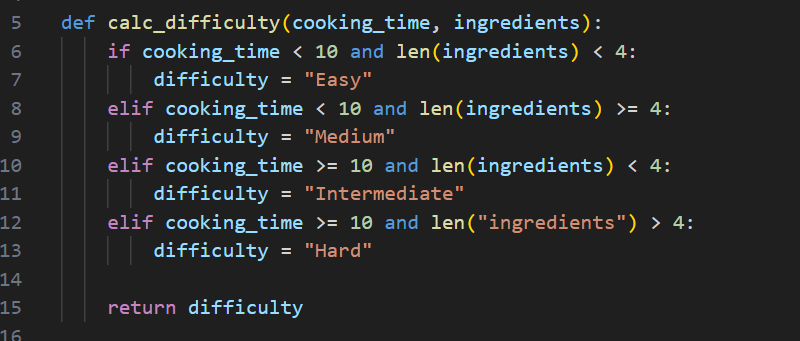 5 def calc_difficulty(cooking_time, ingredients):
6     if cooking_time < 10 and len(ingredients) < 4:
7         difficulty = "Easy"
8     elif cooking_time < 10 and len(ingredients) >= 4:
9         difficulty = "Medium"
10     elif cooking_time >= 10 and len(ingredients) < 4:
11         difficulty = "Intermediate"
12     elif cooking_time >= 10 and len("ingredients") > 4:
13         difficulty = "Hard"
14
15     return difficulty
16